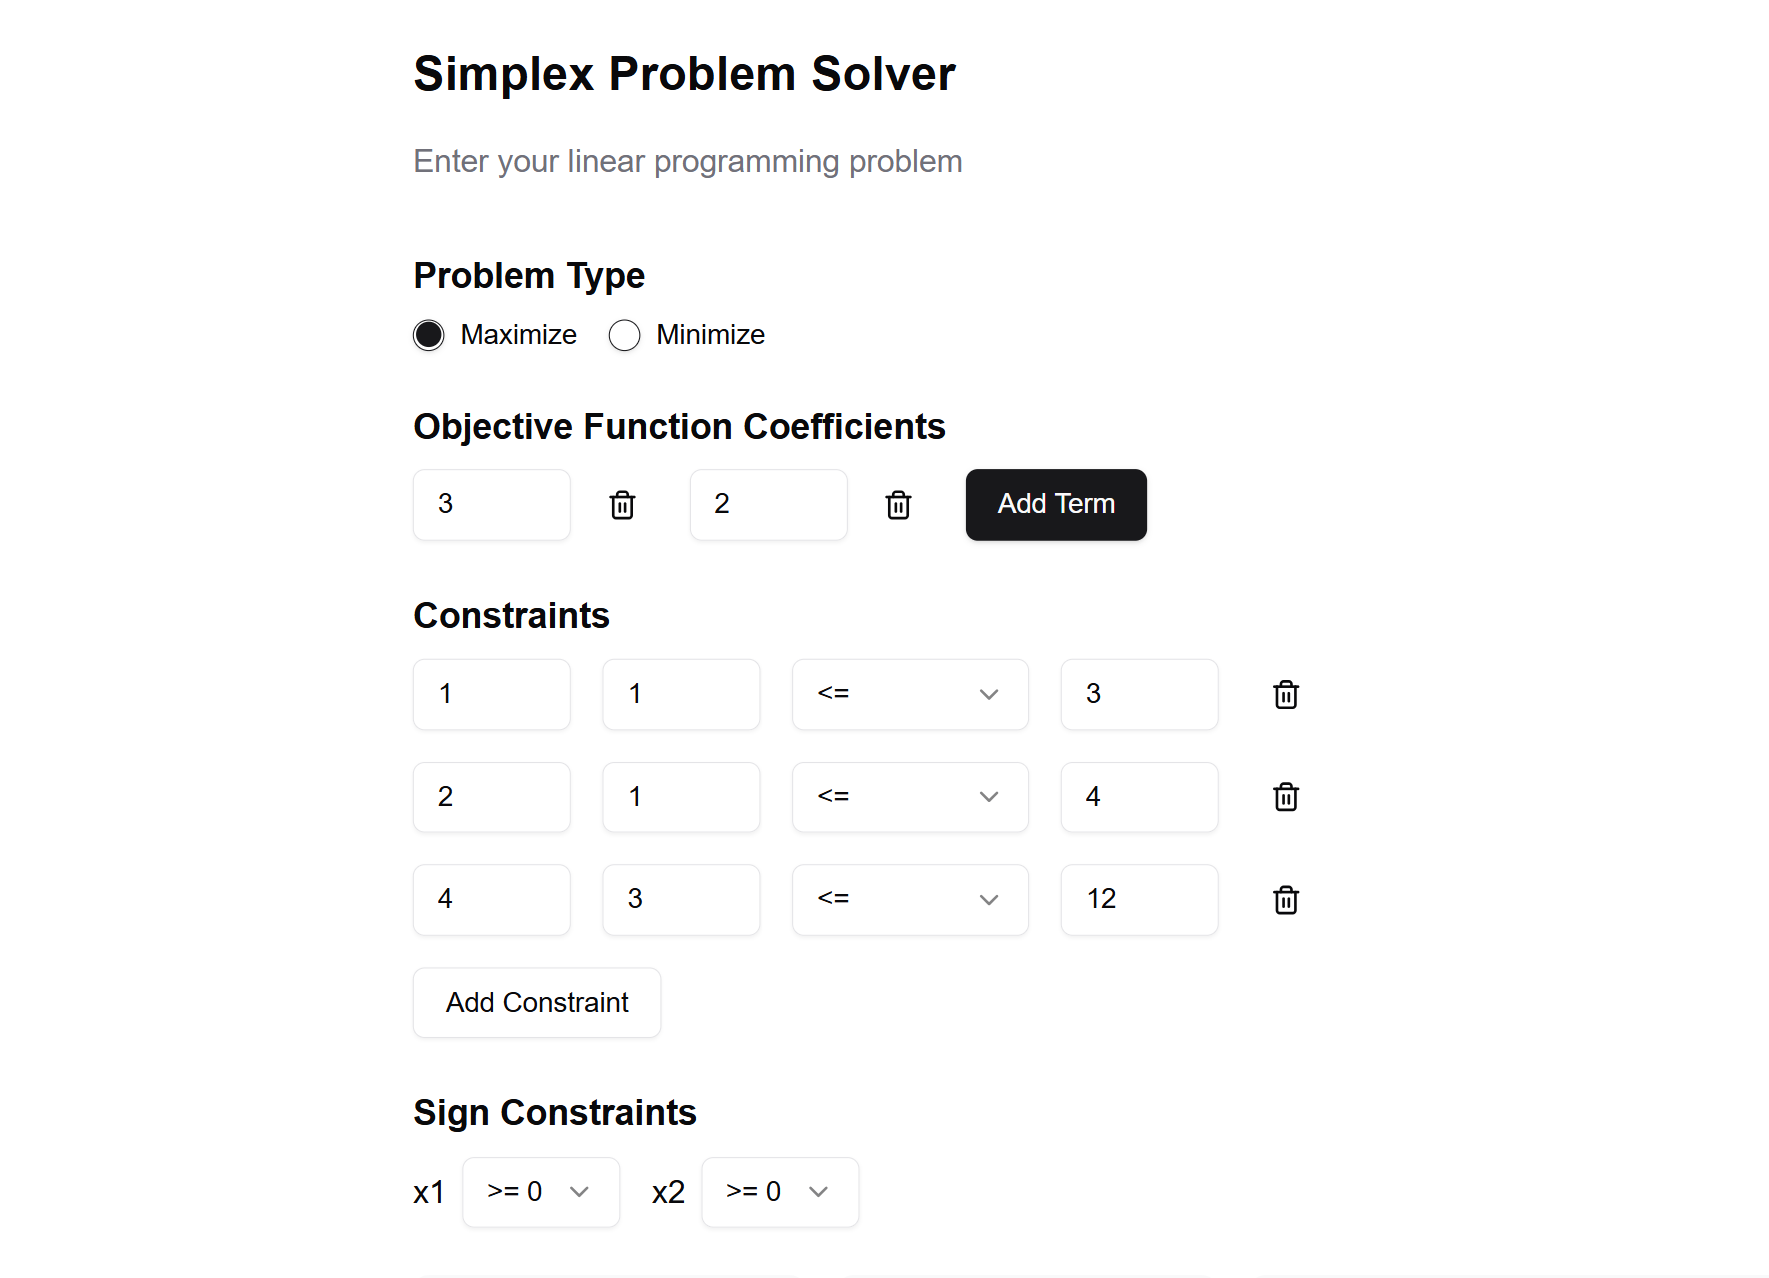 Simplex Problem Solver
Enter your linear programming problem
Problem Type
Maximize Minimize
Objective Function Coefficients
3 2 Add Term
Constraints
1 1 <= 3
2 1 <= 4
4 3 <= 12
Add Constraint
Sign Constraints
x1 >= 0 x2 >= 0